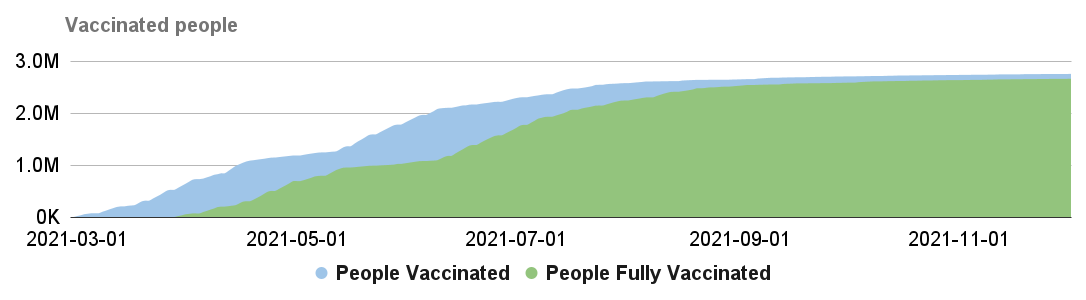 Vaccinated people
3.0M
2.0M
1.0M
0K
2021-03-01 2021-05-01 2021-07-01 2021-09-01 2021-11-01
People Vaccinated People Fully Vaccinated